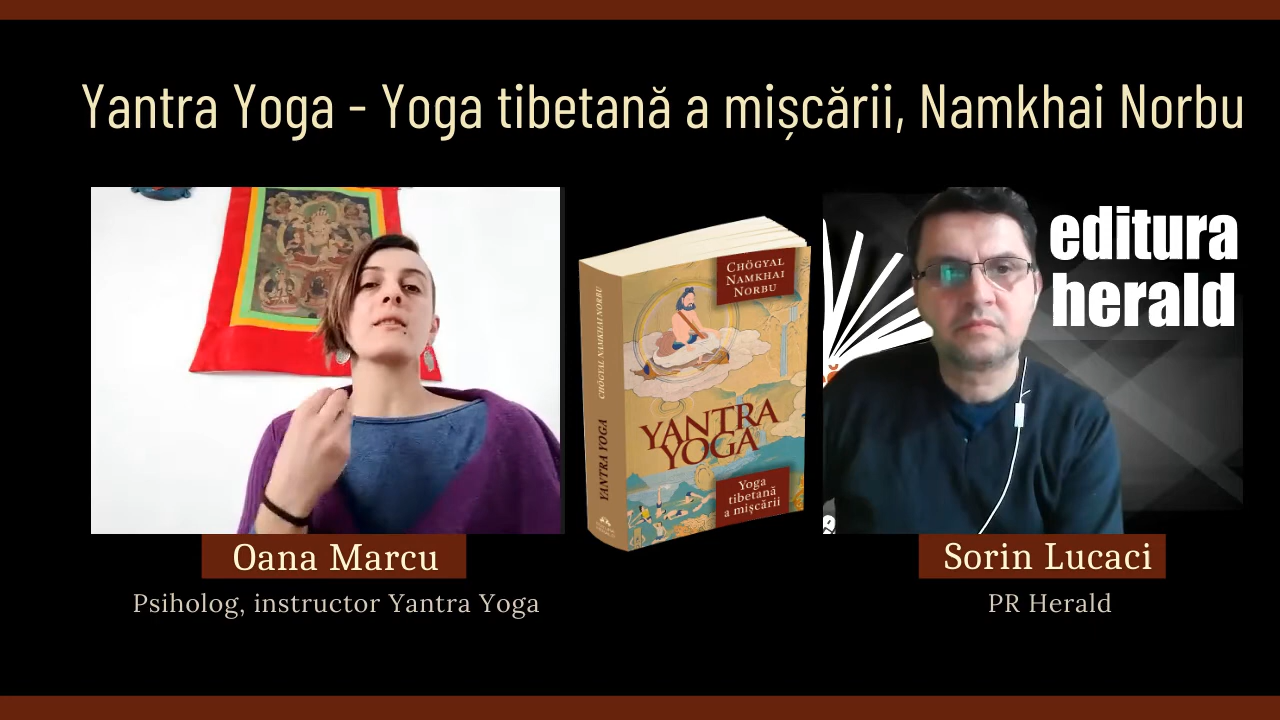 Yantra Yoga - Yoga tibetană a mișcării, Namkhai Norbu
editura
herald
CHÖGYAL
NAMKHAI
NORBU
CHÖGYAL NAMKHAI NORBU
YANTRA
YOGA
YANTRA YOGA
Yoga
tibetană
a mișcării
Oana Marcu
Psiholog, instructor Yantra Yoga
Sorin Lucaci
PR Herald